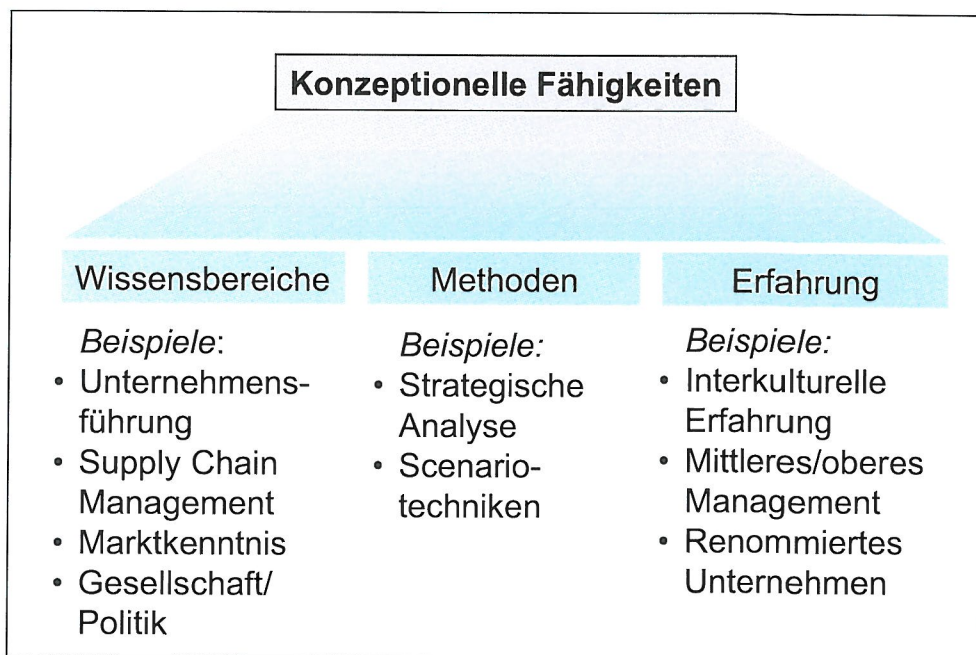 Konzeptionelle Fähigkeiten
Wissensbereiche
Beispiele:
• Unternehmens-
führung
• Supply Chain
Management
• Marktkenntnis
• Gesellschaft/
Politik
Methoden
Beispiele:
• Strategische
Analyse
• Scenario-
techniken
Erfahrung
Beispiele:
• Interkulturelle
Erfahrung
• Mittleres/oberes
Management
• Renommiertes
Unternehmen